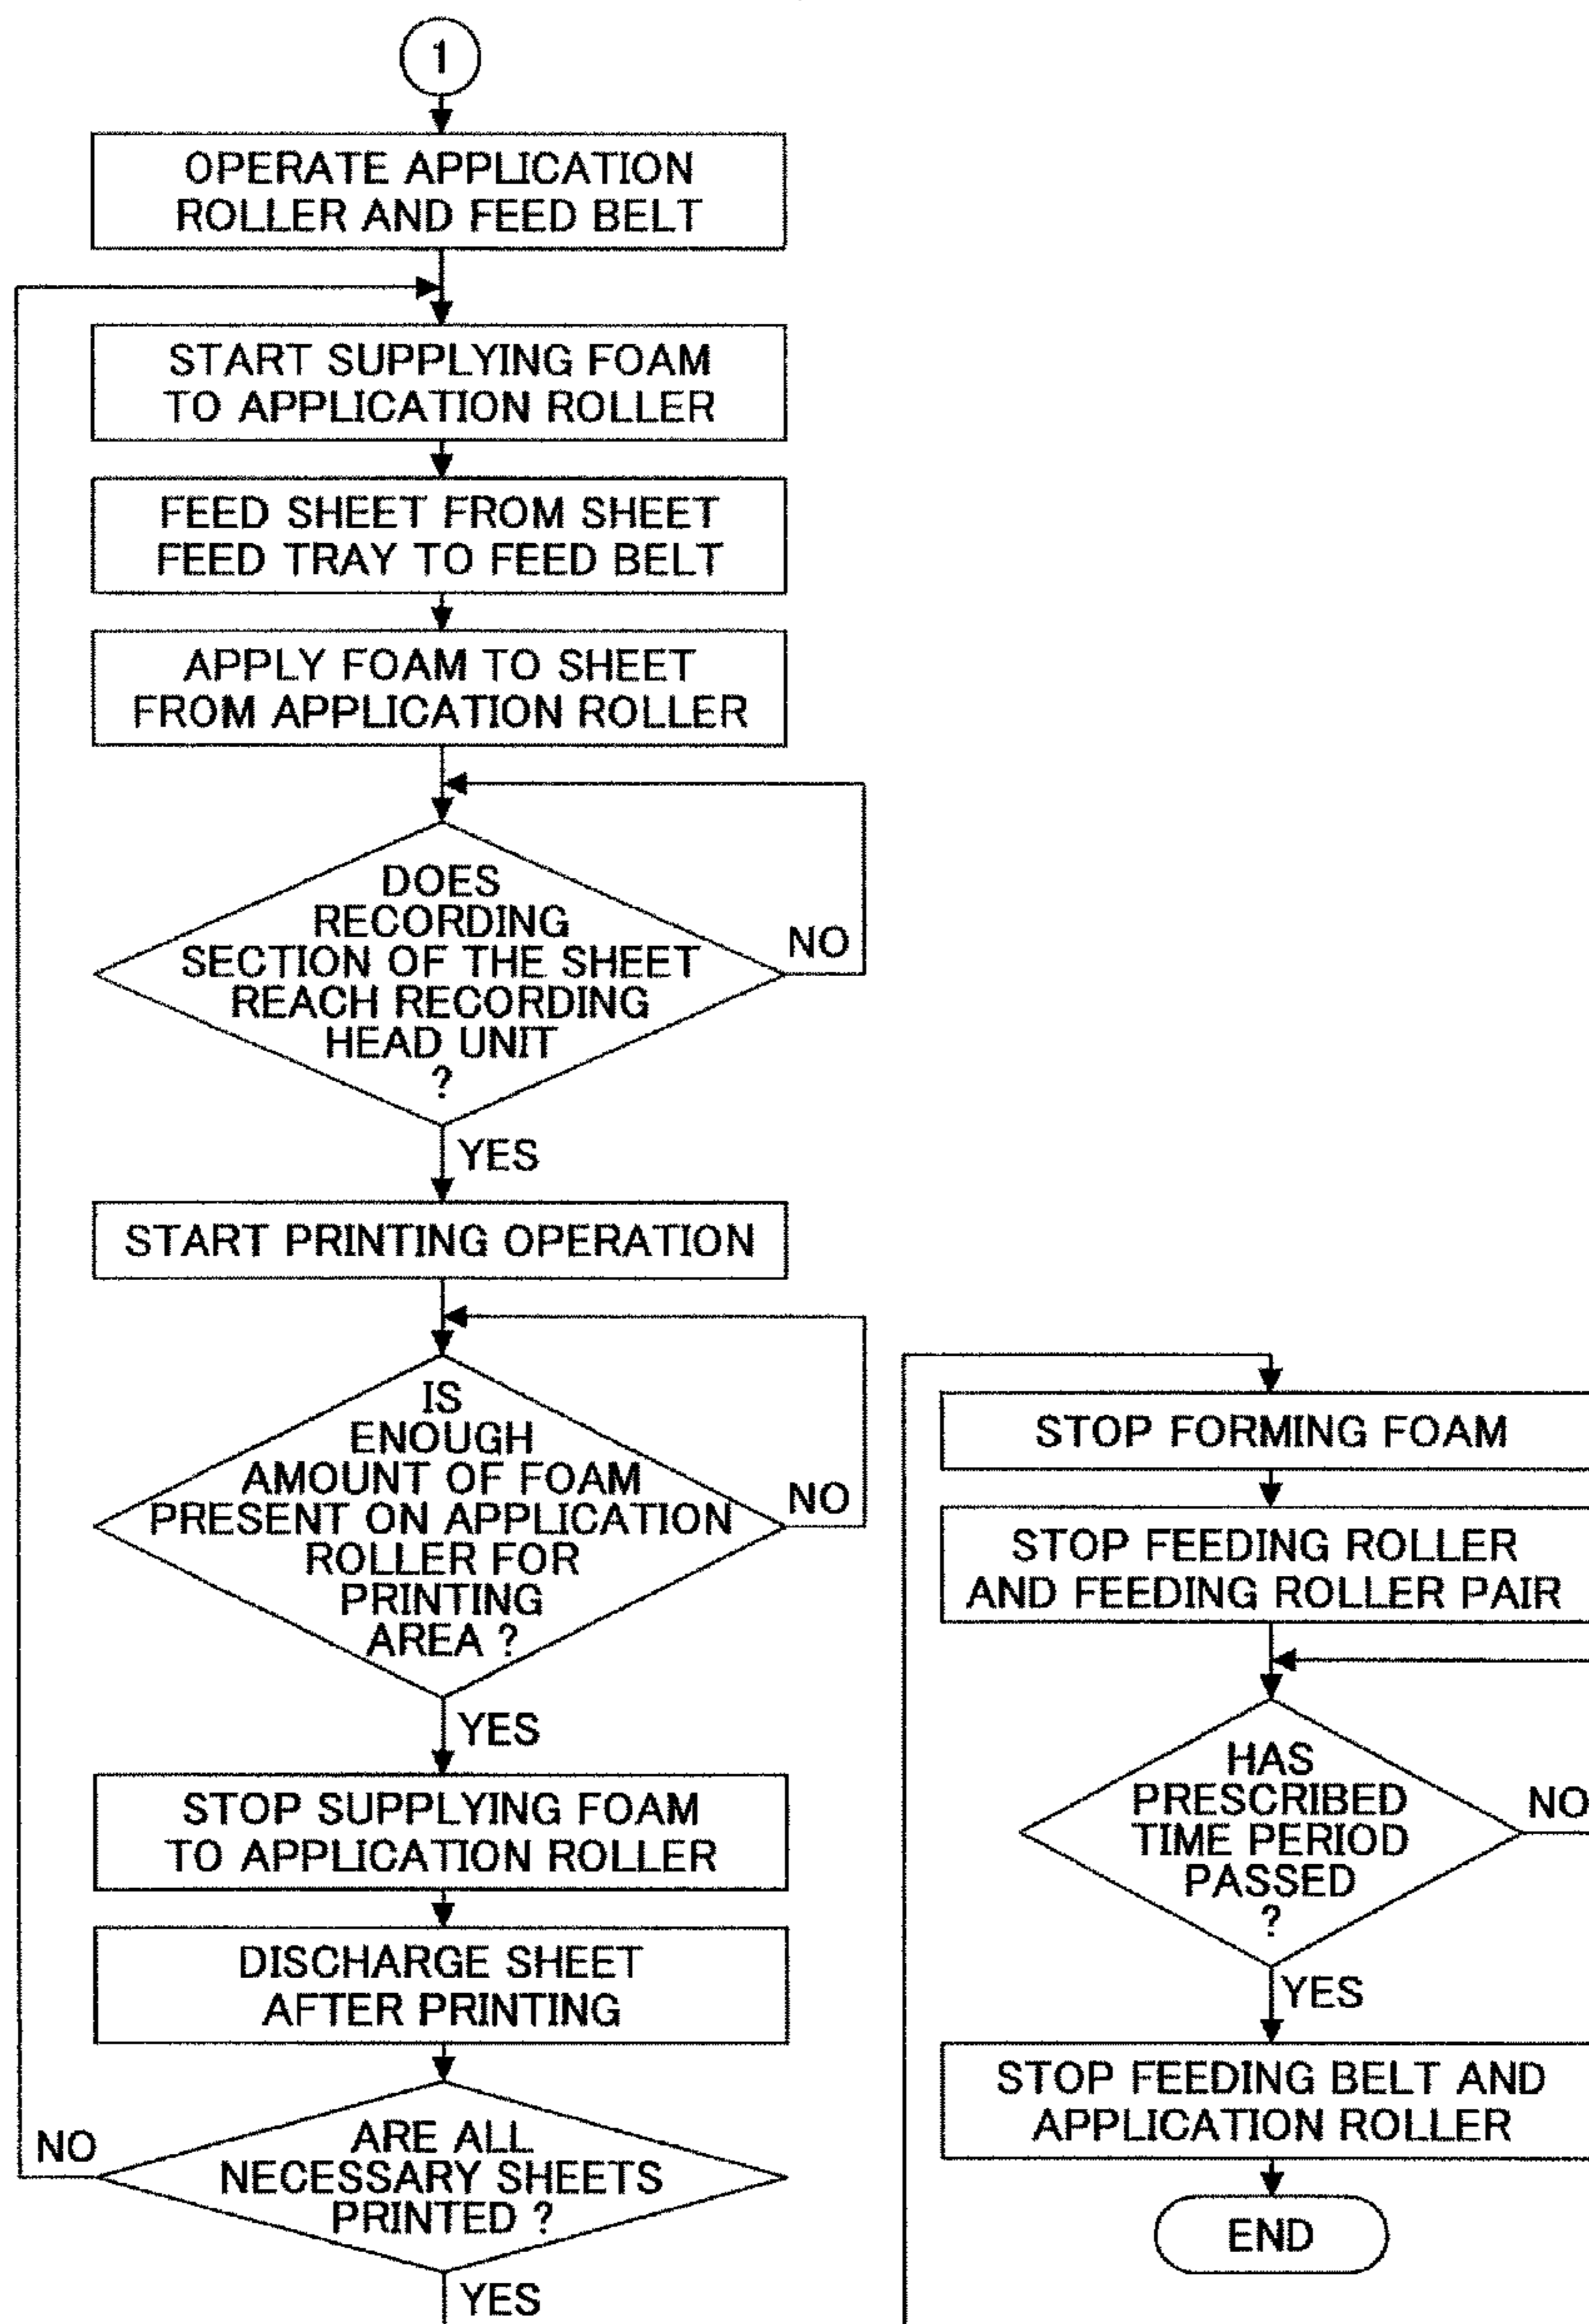 1
OPERATE APPLICATION
ROLLER AND FEED BELT
START SUPPLYING FOAM
TO APPLICATION ROLLER
FEED SHEET FROM SHEET
FEED TRAY TO FEED BELT
APPLY FOAM TO SHEET
FROM APPLICATION ROLLER
DOES
RECORDING
SECTION OF THE SHEET
REACH RECORDING
HEAD UNIT
?
NO
YES
START PRINTING OPERATION
IS
ENOUGH
AMOUNT OF FOAM
PRESENT ON APPLICATION
ROLLER FOR
PRINTING
AREA ?
NO
YES
STOP SUPPLYING FOAM
TO APPLICATION ROLLER
DISCHARGE SHEET
AFTER PRINTING
ARE ALL
NECESSARY SHEETS
PRINTED ?
NO
YES
STOP FORMING FOAM
STOP FEEDING ROLLER
AND FEEDING ROLLER PAIR
HAS
PRESCRIBED
TIME PERIOD
PASSED
?
NO
YES
STOP FEEDING BELT AND
APPLICATION ROLLER
END